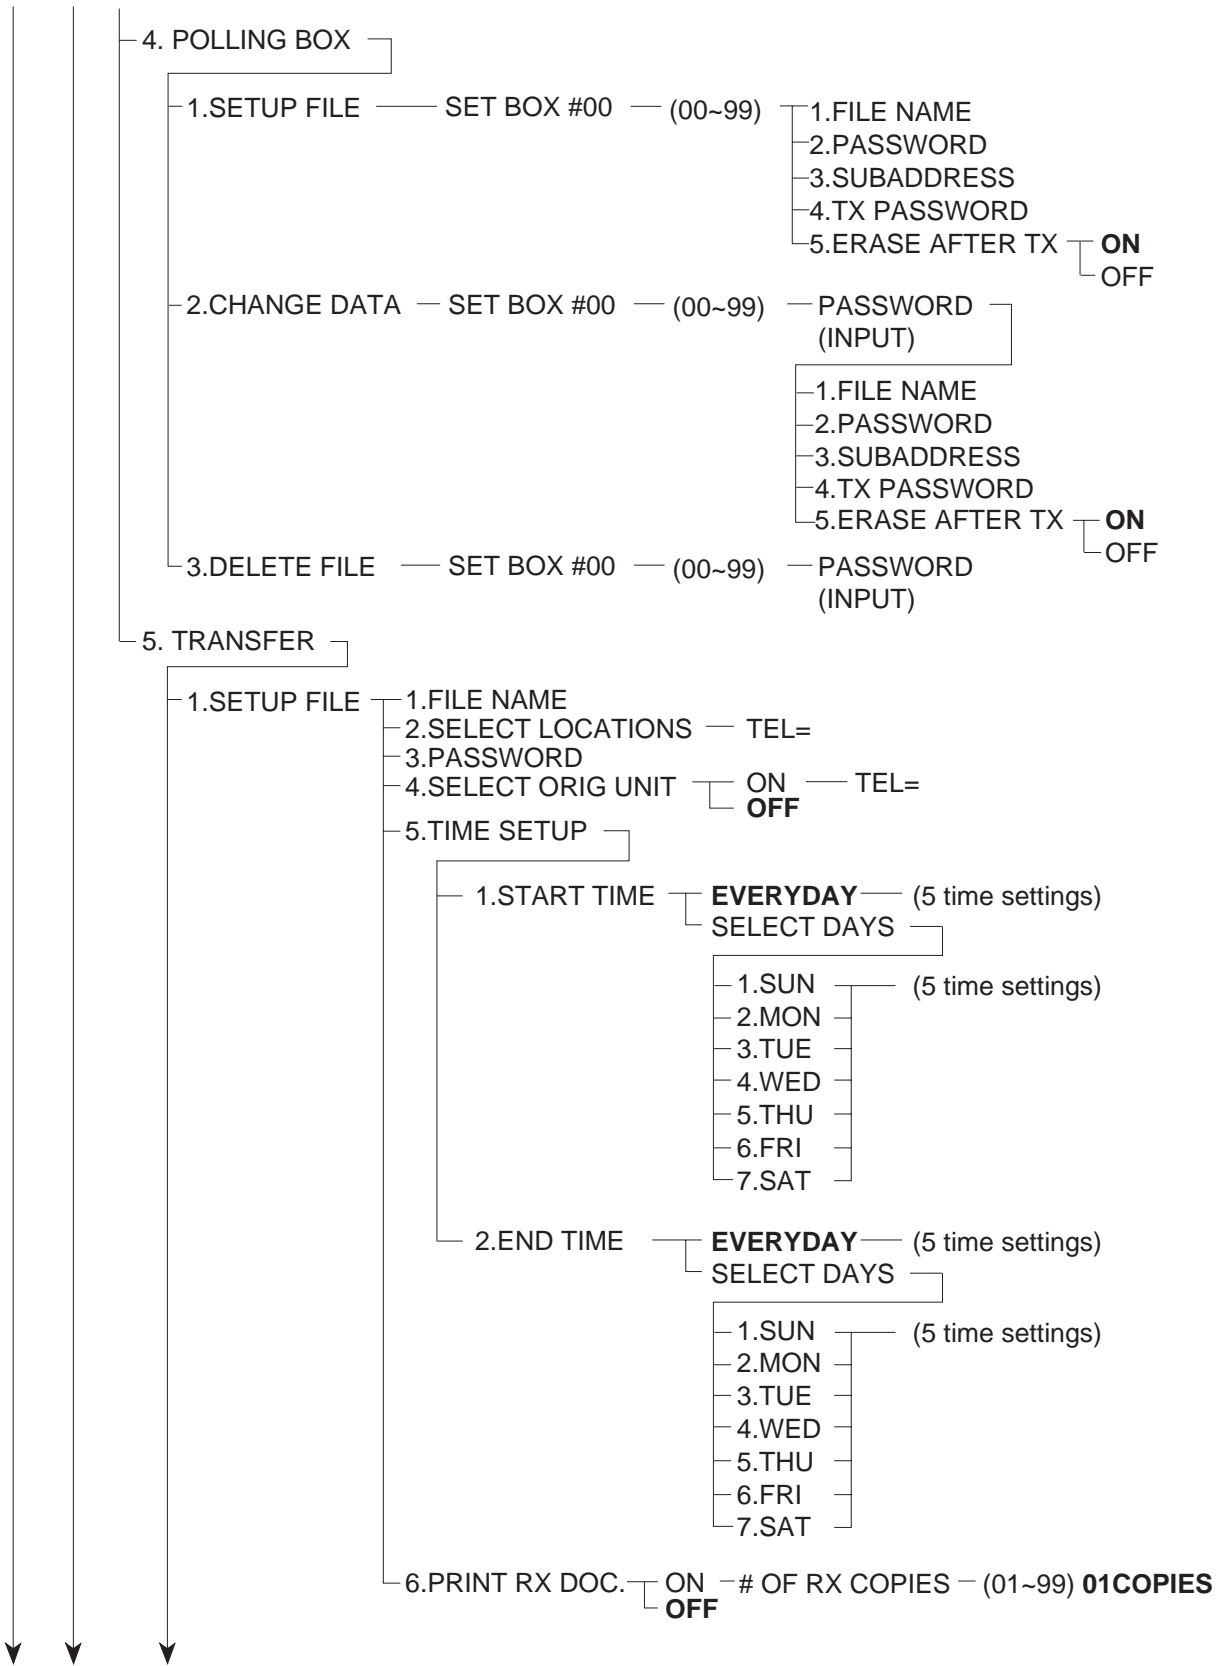 4. POLLING BOX
1.SETUP FILE SET BOX #00 (00~99) 1.FILE NAME
2.PASSWORD
3.SUBADDRESS
4.TX PASSWORD
5.ERASE AFTER TX ON
OFF
2.CHANGE DATA SET BOX #00 (00~99) PASSWORD
(INPUT)
1.FILE NAME
2.PASSWORD
3.SUBADDRESS
4.TX PASSWORD
5.ERASE AFTER TX ON
OFF
3.DELETE FILE SET BOX #00 (00~99) PASSWORD
(INPUT)
5. TRANSFER
1.SETUP FILE 1.FILE NAME
2.SELECT LOCATIONS TEL=
3.PASSWORD
4.SELECT ORIG UNIT ON TEL=
OFF
5.TIME SETUP
1.START TIME EVERYDAY (5 time settings)
SELECT DAYS
1.SUN (5 time settings)
2.MON
3.TUE
4.WED
5.THU
6.FRI
7.SAT
2.END TIME EVERYDAY (5 time settings)
SELECT DAYS
1.SUN (5 time settings)
2.MON
3.TUE
4.WED
5.THU
6.FRI
7.SAT
6.PRINT RX DOC. ON # OF RX COPIES (01~99) 01COPIES
OFF